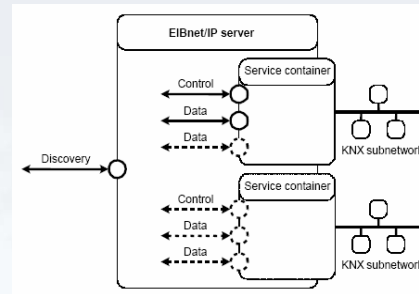 EIBnet/IP server
Service container
Control
Data
Data
KNX subnetwork
Discovery
Service container
Control
Data
Data
KNX subnetwork